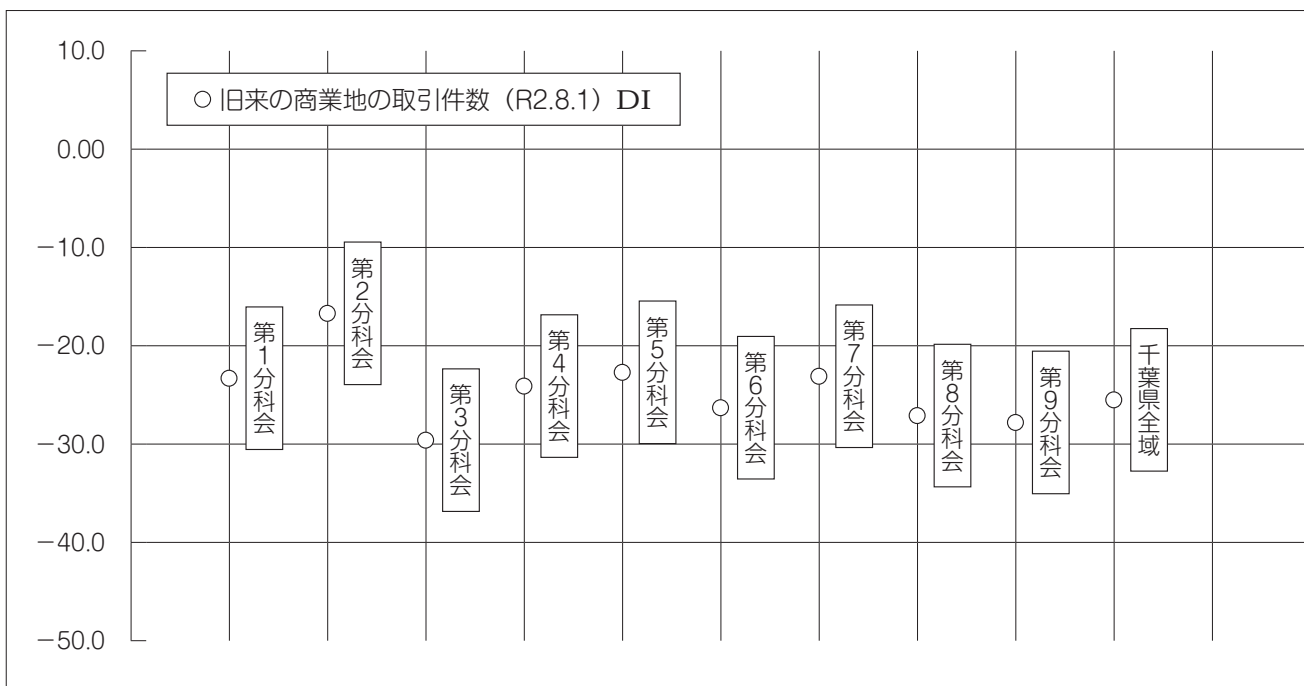 10.0
○ 旧来の商業地の取引件数（R2.8.1）DI
0.00
−10.0
−20.0
−30.0
−40.0
−50.0
第1分科会
第2分科会
第3分科会
第4分科会
第5分科会
第6分科会
第7分科会
第8分科会
第9分科会
千葉県全域